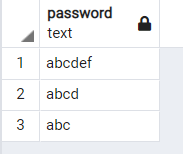 password
text
1 abcdef
2 abcd
3 abc